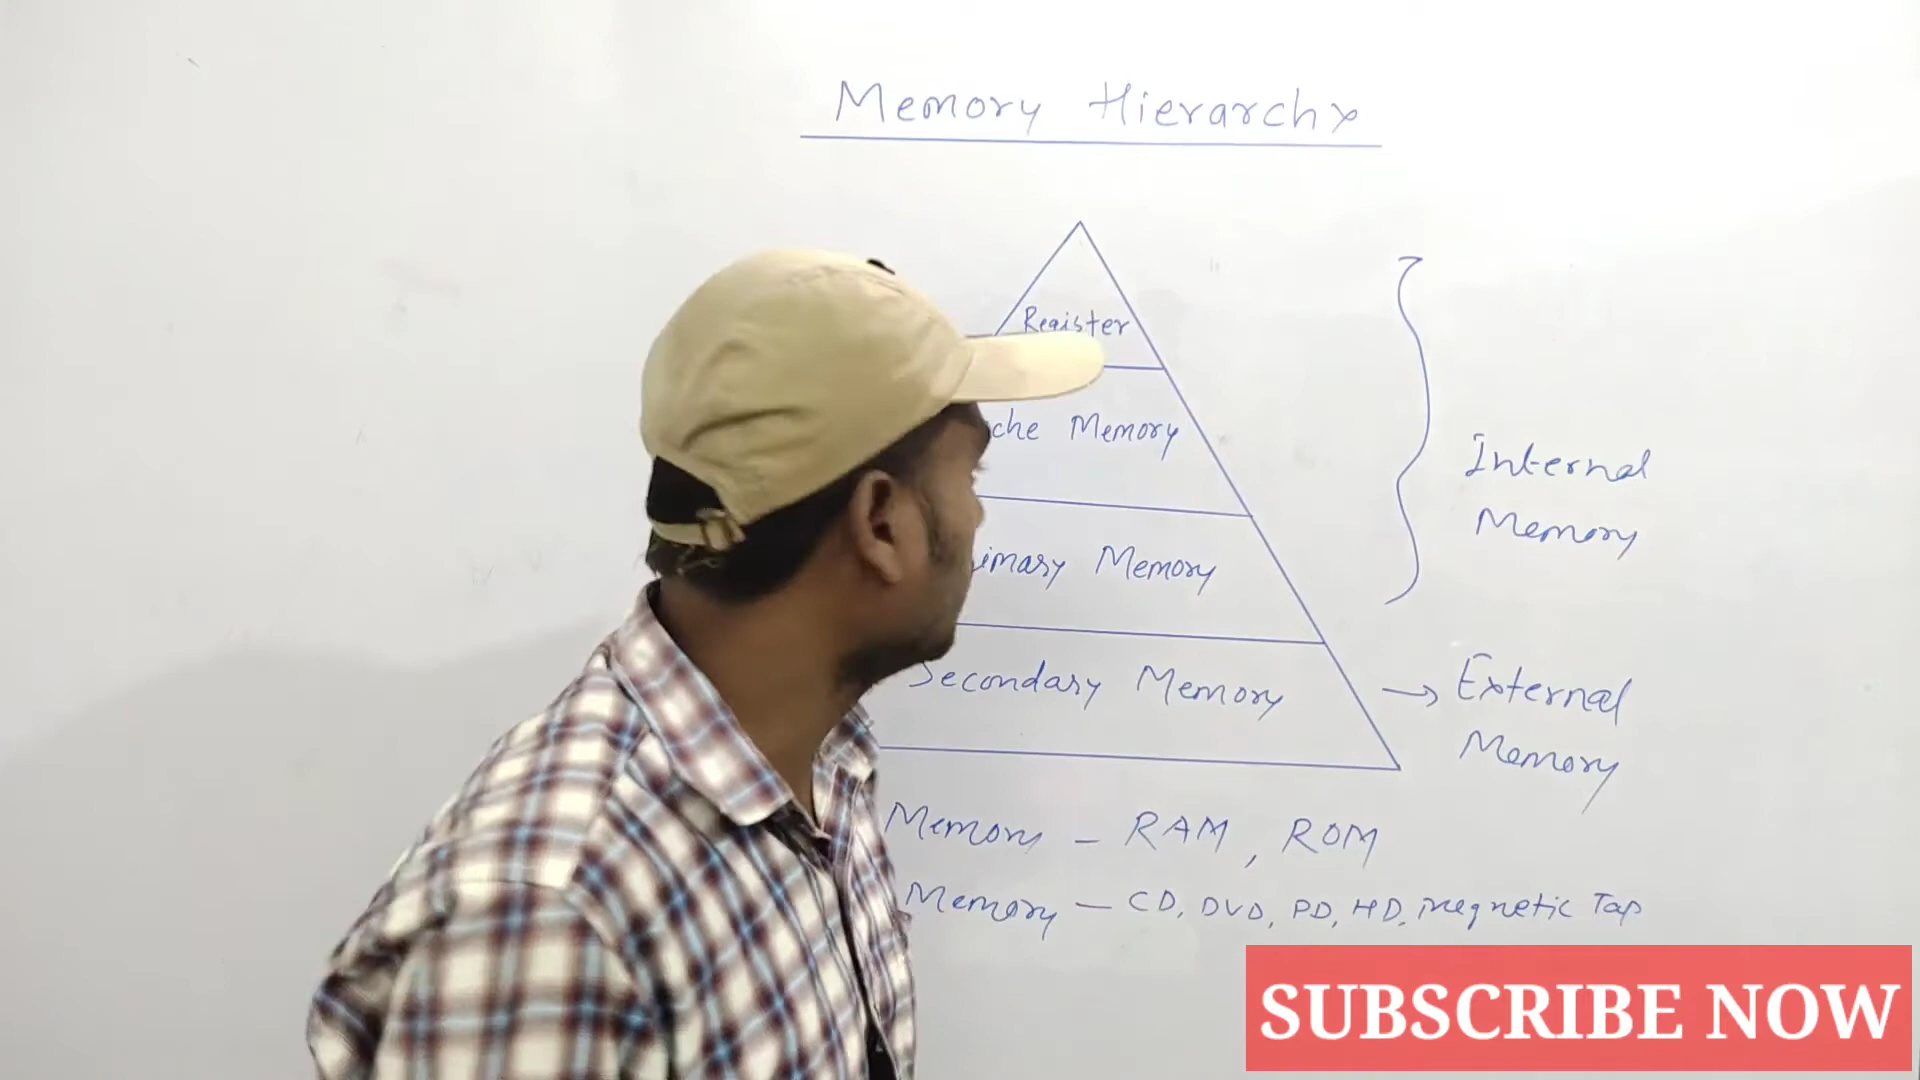 Memory Hierarchy
Register
che Memory
imary Memory
Secondary Memory
Internal
Memory
→ External
Memory
Memory - RAM, ROM
Memory - CD, DVD, PD, HD, megnetic Tap
SUBSCRIBE NOW